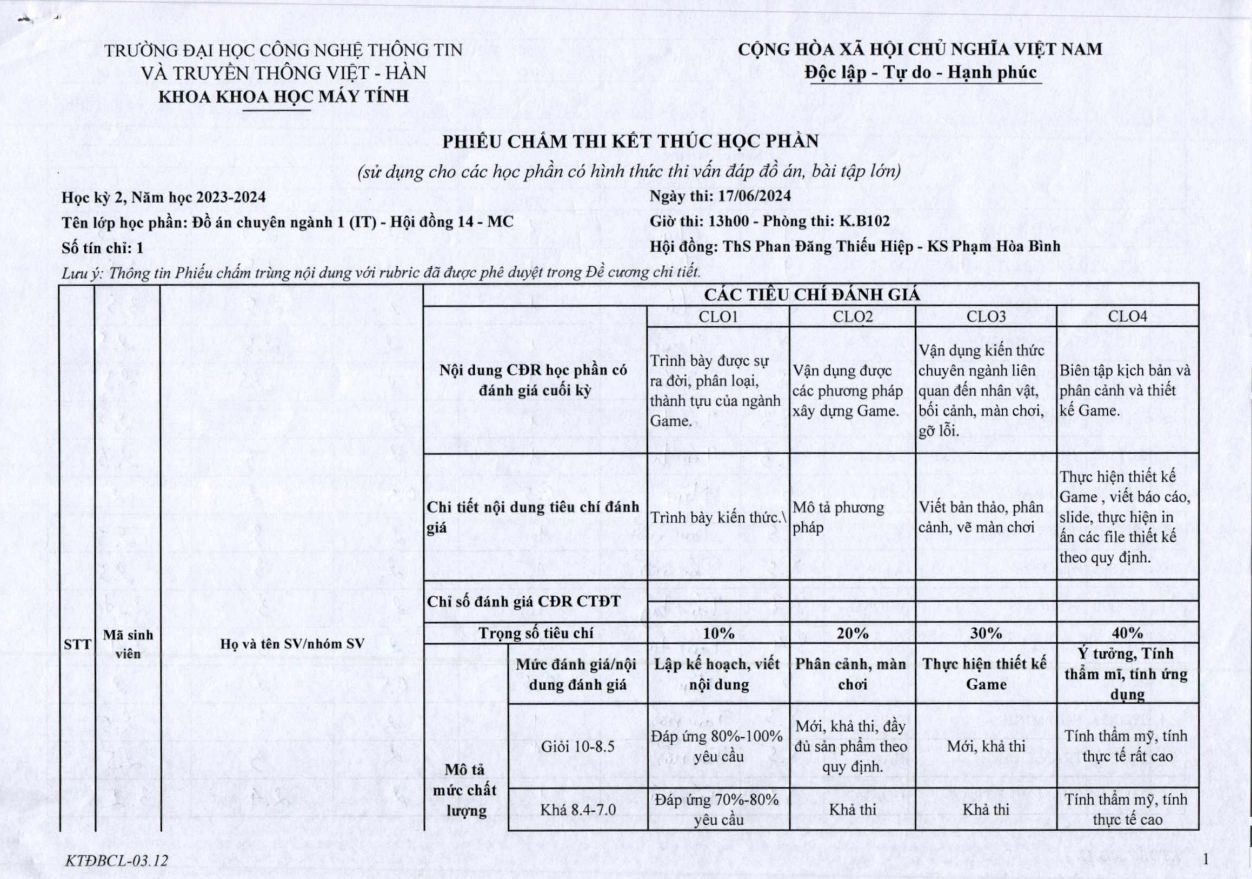 TRƯỜNG ĐẠI HỌC CÔNG NGHỆ THÔNG TIN
VÀ TRUYỀN THÔNG VIỆT - HÀN
KHOA KHOA HỌC MÁY TÍNH
CỘNG HÒA XÃ HỘI CHỦ NGHĨA VIỆT NAM
Độc lập - Tự do - Hạnh phúc
PHIẾU CHẤM THI KẾT THÚC HỌC PHẦN
(sử dụng cho các học phần có hình thức thi vấn đáp đồ án, bài tập lớn)
Học kỳ 2, Năm học 2023-2024
Ngày thi: 17/06/2024
Tên lớp học phần: Đồ án chuyên ngành 1 (IT) - Hội đồng 14 - MC
Giờ thi: 13h00 - Phòng thi: K.B102
Số tín chỉ: 1
Hội đồng: ThS Phan Đăng Thiếu Hiệp - KS Phạm Hòa Bình
Lưu ý: Thông tin Phiếu chấm trùng nội dung với rubric đã được phê duyệt trong Đề cương chi tiết.
STT
Mã sinh
viên
Họ và tên SV/nhóm SV
CÁC TIÊU CHÍ ĐÁNH GIÁ
CLO1
CLO2
CLO3
CLO4
Nội dung CĐR học phần có
đánh giá cuối kỳ
Trình bày được sự
ra đời, phân loại,
thành tựu của ngành
Game.
Vận dụng được
các phương pháp
xây dựng Game.
Vận dụng kiến thức
chuyên ngành liên
quan đến nhân vật,
bối cảnh, màn chơi,
gỡ lỗi.
Biên tập kịch bản và
phân cảnh và thiết
kế Game.
Chi tiết nội dung tiêu chí đánh
giá
Trình bày kiến thức.\
Mô tả phương
pháp
Viết bản thảo, phân
cảnh, vẽ màn chơi
Thực hiện thiết kế
Game , viết báo cáo,
slide, thực hiện in
ấn các file thiết kế
theo quy định.
Chỉ số đánh giá CĐR CTĐT
Trọng số tiêu chí
10%
20%
30%
40%
Mô tả
mức chất
lượng
Mức đánh giá/nội
dung đánh giá
Lập kế hoạch, viết
nội dung
Phân cảnh, màn
chơi
Thực hiện thiết kế
Game
Ý tưởng, Tính
thẩm mĩ, tính ứng
dụng
Giỏi 10-8.5
Đáp ứng 80%-100%
yêu cầu
Mới, khả thi, đầy
đủ sản phẩm theo
quy định.
Mới, khả thi
Tính thẩm mỹ, tính
thực tế rất cao
Khá 8.4-7.0
Đáp ứng 70%-80%
yêu cầu
Khả thi
Khả thi
Tính thẩm mỹ, tính
thực tế cao
KTĐBCL-03.12
1